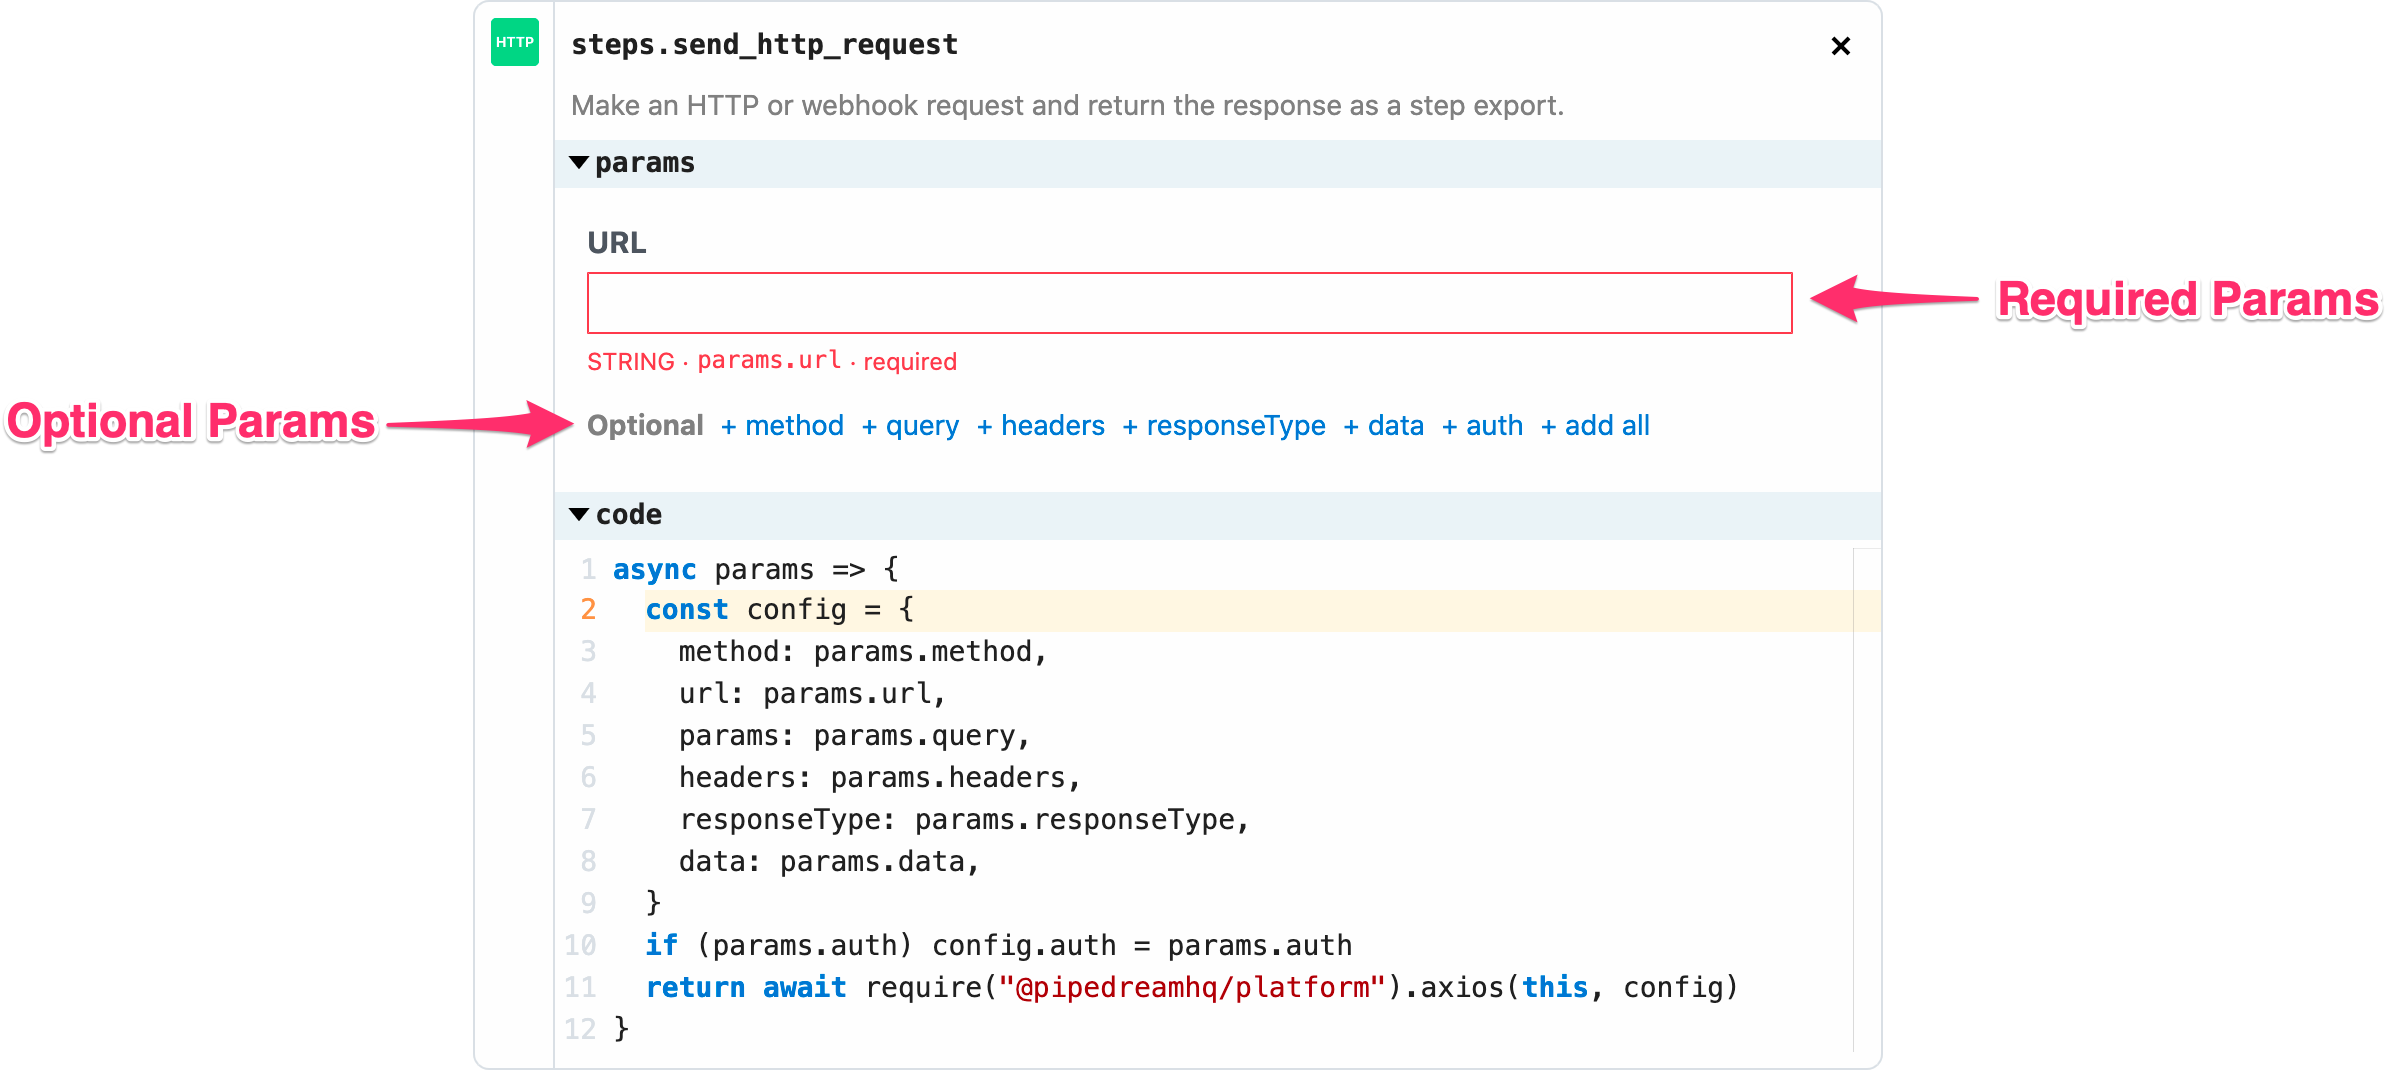 HTTP
steps.send_http_request
×
Make an HTTP or webhook request and return the response as a step export.
params
URL
Required Params
STRING · params.url · required
Optional Params
Optional + method + query + headers + responseType + data + auth + add all
code
1 async params => {
2 const config = {
3 method: params.method,
4 url: params.url,
5 params: params.query,
6 headers: params.headers,
7 responseType: params.responseType,
8 data: params.data,
9 }
10 if (params.auth) config.auth = params.auth
11 return await require("@pipedreamhq/platform").axios(this, config)
12 }